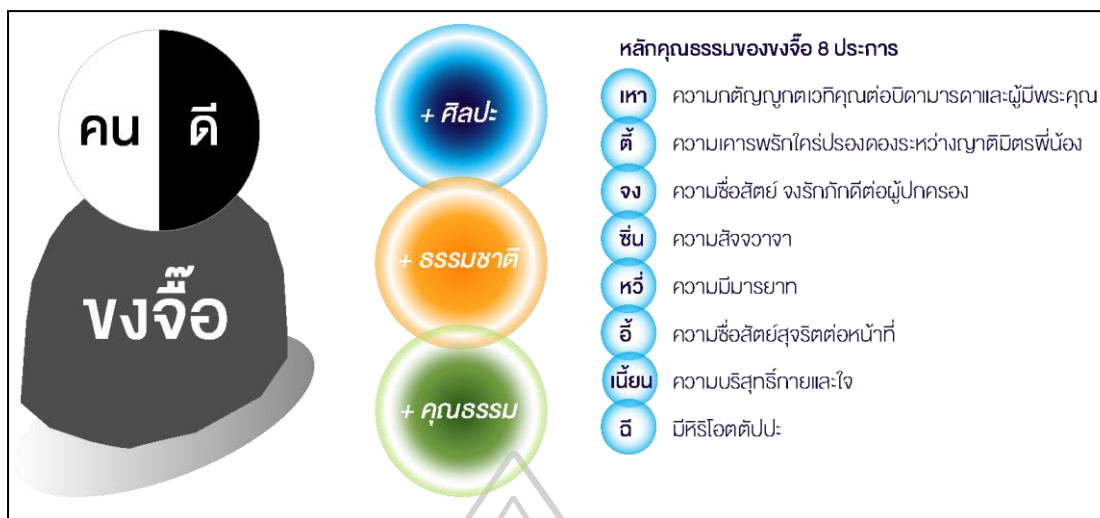 คน ดี
ขงจื๊อ
+ ศิลปะ
+ ธรรมชาติ
+ คุณธรรม
หลักคุณธรรมของขงจื๊อ 8 ประการ
เหา ความกตัญญูกตเวทิคุณต่อบิดามารดาและผู้มีพระคุณ
ตี้ ความเคารพรักใคร่ปรองดองระหว่างญาติมิตรพี่น้อง
จง ความซื่อสัตย์ จงรักภักดีต่อผู้ปกครอง
ซิ่น ความสัจจวาจา
หวี่ ความมีมารยาท
อี้ ความซื่อสัตย์สุจริตต่อหน้าที่
เนี้ยน ความบริสุทธิ์กายและใจ
ฉี มีหิริโอตตัปปะ